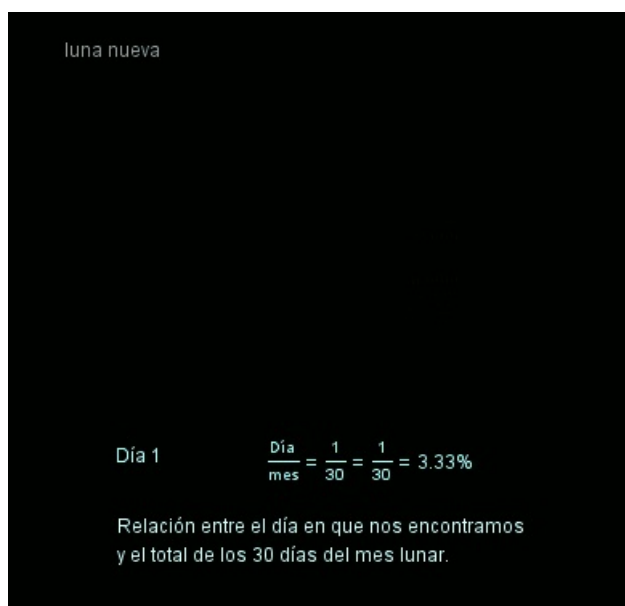 luna nueva
Día 1
Día/mes = 1/30 = 1/30 = 3.33%
Relación entre el día en que nos encontramos
y el total de los 30 días del mes lunar.